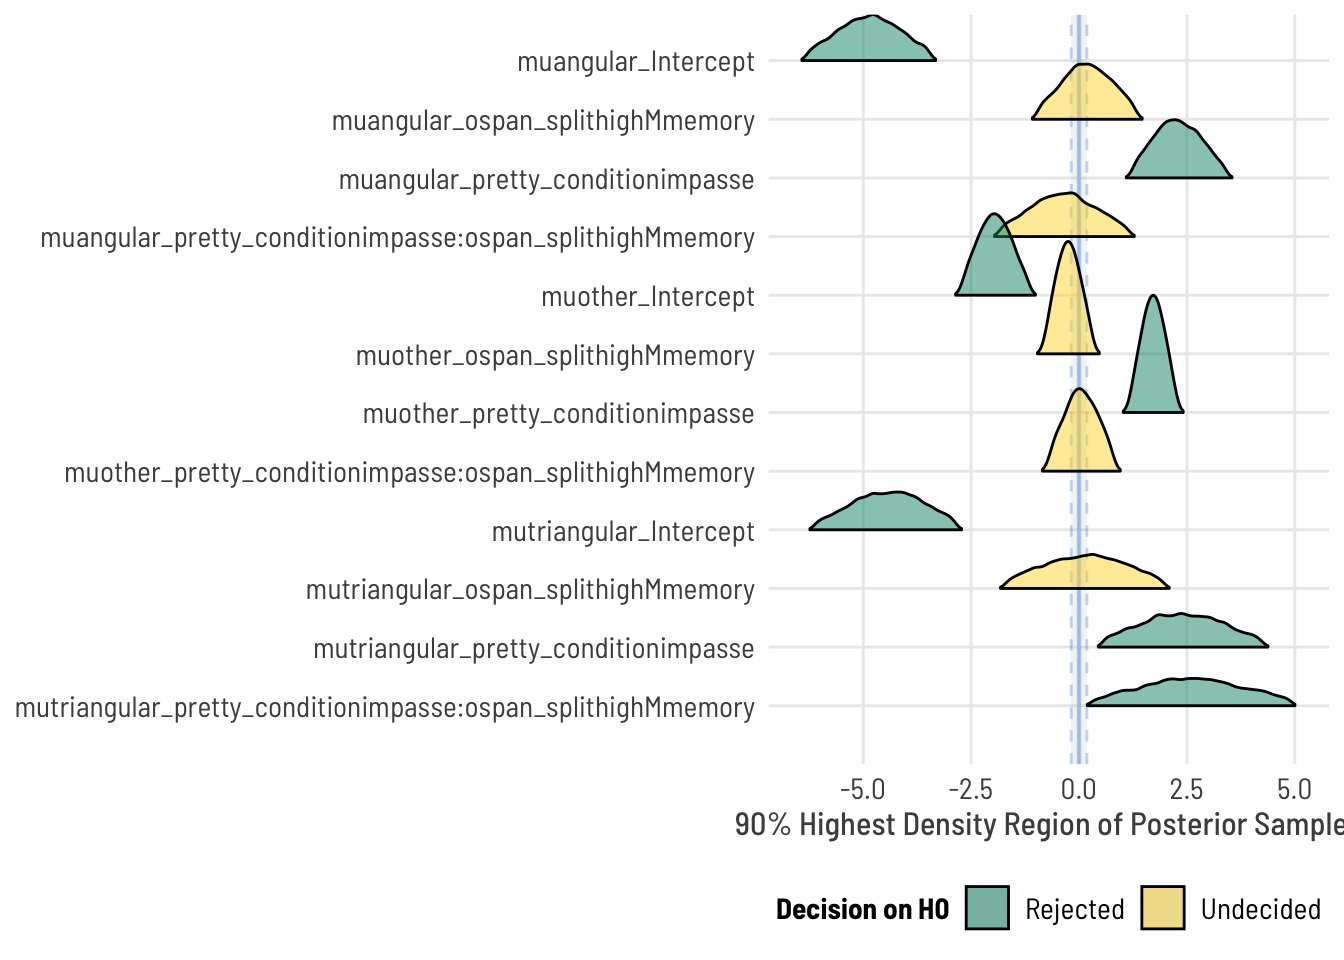 muangular_Intercept
muangular_ospan_splithighMmemory
muangular_pretty_conditionimpasse
muangular_pretty_conditionimpasse:ospan_splithighMmemory
muother_Intercept
muother_ospan_splithighMmemory
muother_pretty_conditionimpasse
muother_pretty_conditionimpasse:ospan_splithighMmemory
mutriangular_Intercept
mutriangular_ospan_splithighMmemory
mutriangular_pretty_conditionimpasse
mutriangular_pretty_conditionimpasse:ospan_splithighMmemory
-5.0 -2.5 0.0 2.5 5.0
90% Highest Density Region of Posterior Sample
Decision on H0 Rejected Undecided